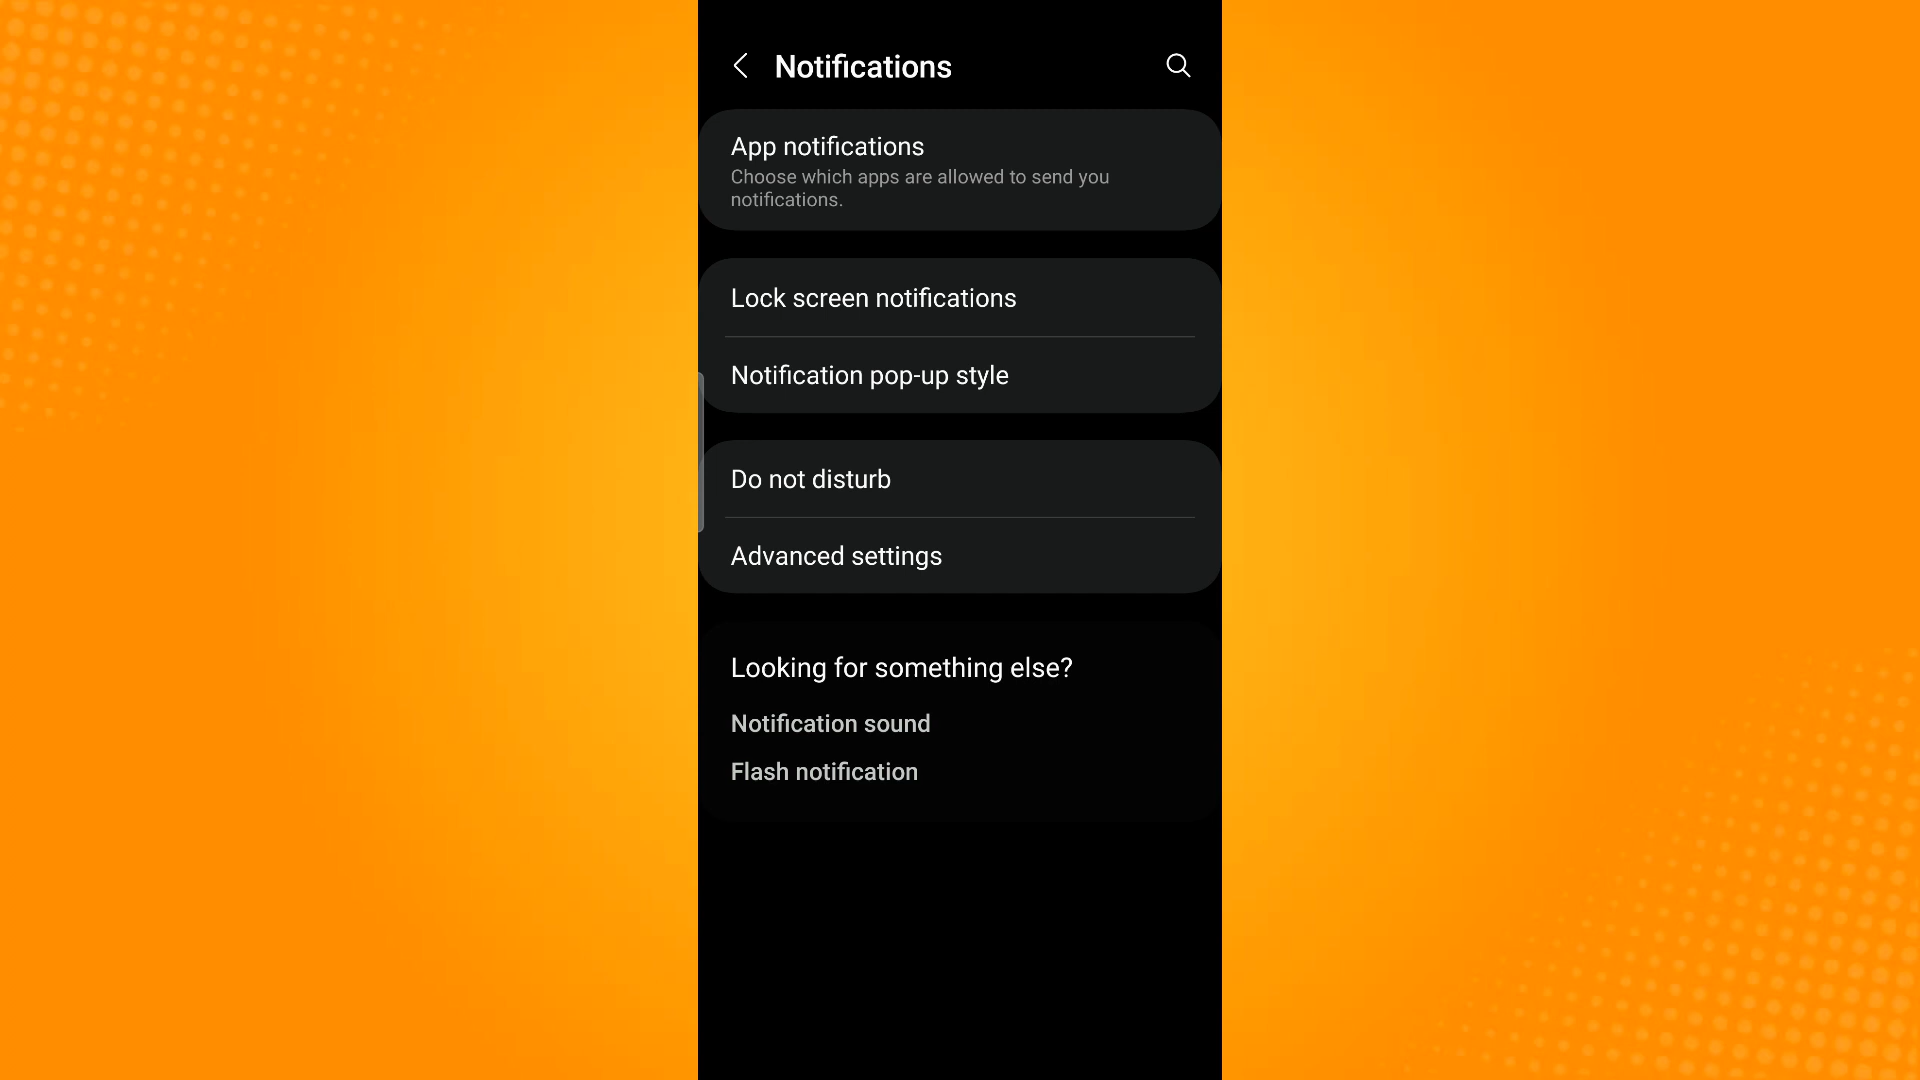 Notifications
App notifications
Choose which apps are allowed to send you
notifications.
Lock screen notifications
Notification pop-up style
Do not disturb
Advanced settings
Looking for something else?
Notification sound
Flash notification